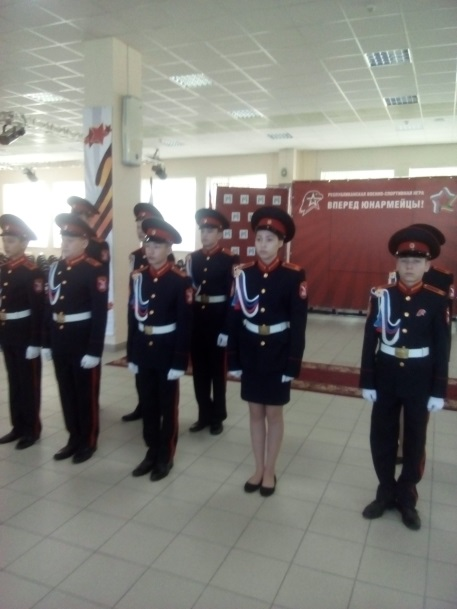 РЕСПУБЛИКАНСКАЯ ВОЕННО-СПОРТИВНАЯ ИГРА
ВПЕРЕД ЮНАРМЕЙЦЫ!